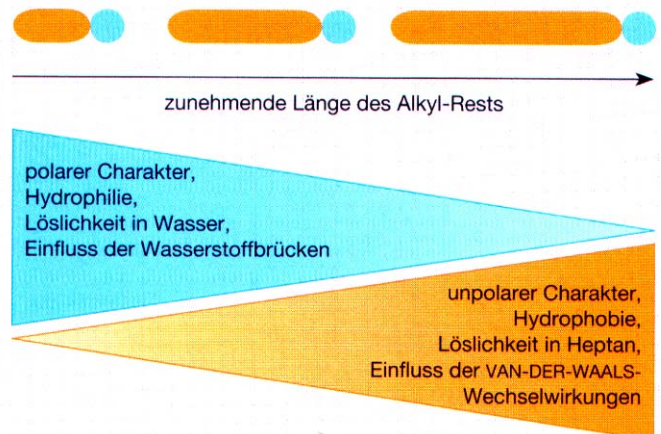 zunehmende Länge des Alkyl-Rests
polarer Charakter,
Hydrophilie,
Löslichkeit in Wasser,
Einfluss der Wasserstoffbrücken
unpolarer Charakter,
Hydrophobie,
Löslichkeit in Heptan,
Einfluss der VAN-DER-WAALS-
Wechselwirkungen